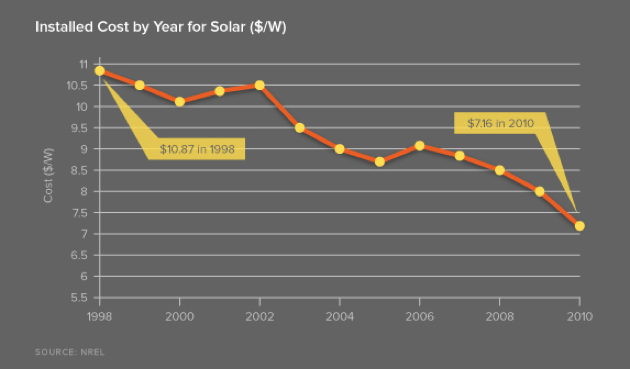 Installed Cost by Year for Solar ($/W)
11
10.5
10
9.5
9
8.5
8
7.5
7
6.5
6
5.5
Cost ($/W)
$10.87 in 1998
$7.16 in 2010
1998 2000 2002 2004 2006 2008 2010
SOURCE: NREL